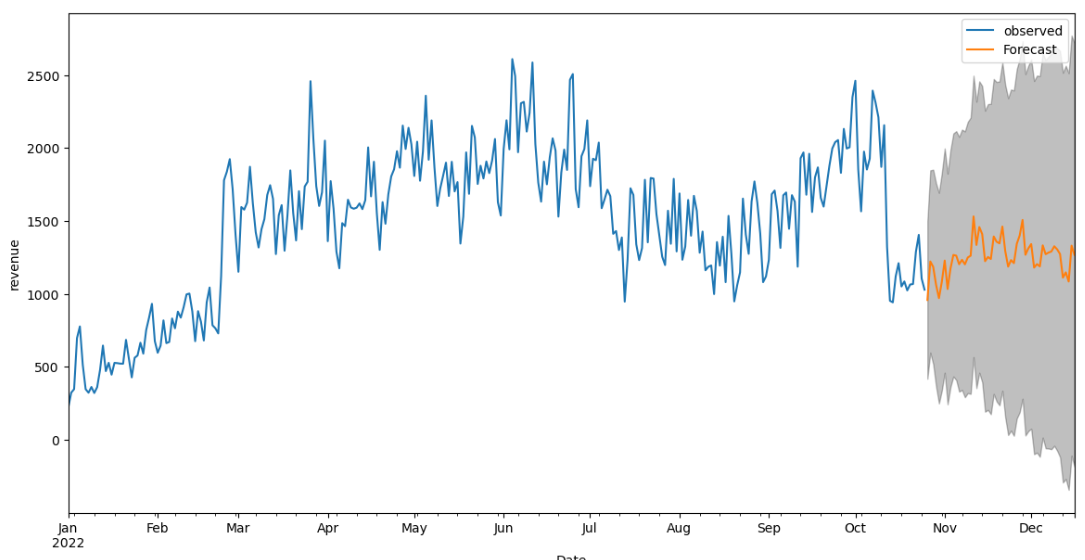 observed
Forecast
2500
2000
1500
1000
500
0
revenue
Jan Feb Mar Apr May Jun Jul Aug Sep Oct Nov Dec
2022
Date